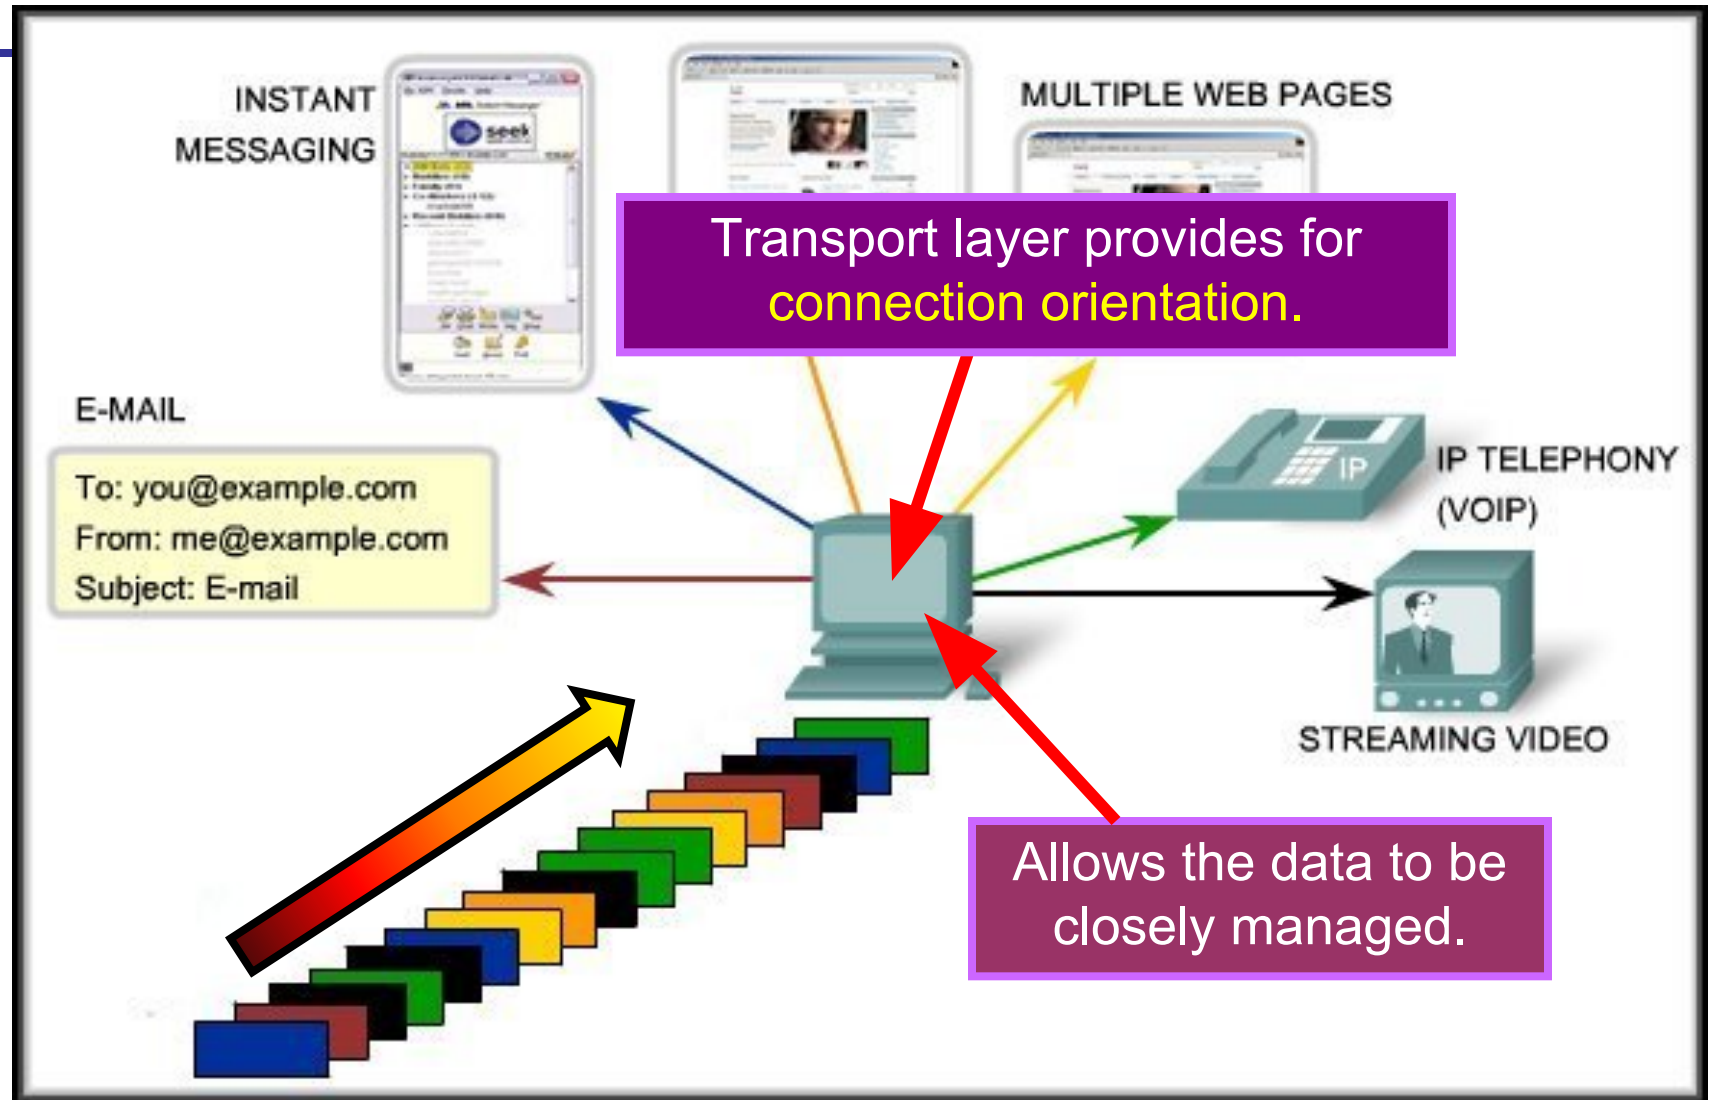 INSTANT
MESSAGING
seek
MULTIPLE WEB PAGES
Transport layer provides for
connection orientation.
E-MAIL
To: you@example.com
From: me@example.com
Subject: E-mail
IP
IP TELEPHONY
(VOIP)
STREAMING VIDEO
Allows the data to be
closely managed.